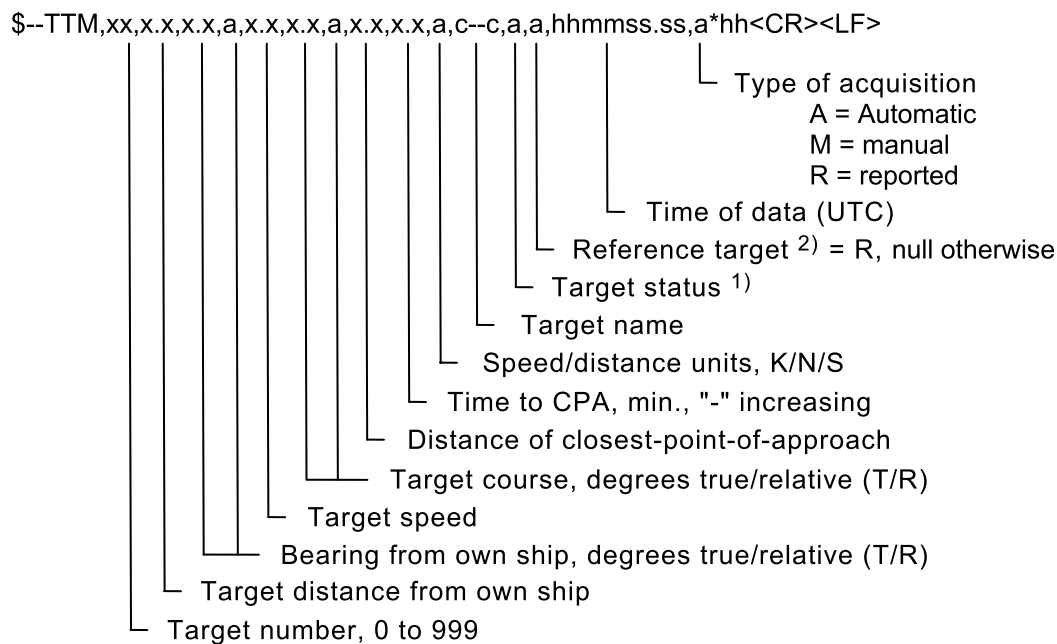 $--TTM,xx,x.x,x.x,a,x.x,x.x,a,x.x,x.x,a,c--c,a,a,hhmmss.ss,a*hh<CR><LF>
Type of acquisition
A = Automatic
M = manual
R = reported
Time of data (UTC)
Reference target 2) = R, null otherwise
Target status 1)
Target name
Speed/distance units, K/N/S
Time to CPA, min., "-" increasing
Distance of closest-point-of-approach
Target course, degrees true/relative (T/R)
Target speed
Bearing from own ship, degrees true/relative (T/R)
Target distance from own ship
Target number, 0 to 999